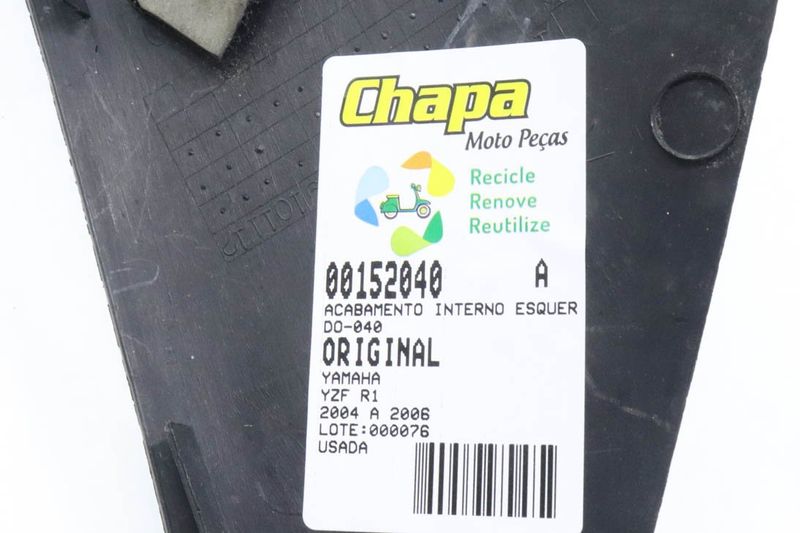 Chapa
Moto Peças
Recicle
Renove
Reutilize
00152040 A
ACABAMENTO INTERNO ESQUER
DO-040
ORIGINAL
YAMAHA
YZF R1
2004 A 2006
LOTE:000076
USADA